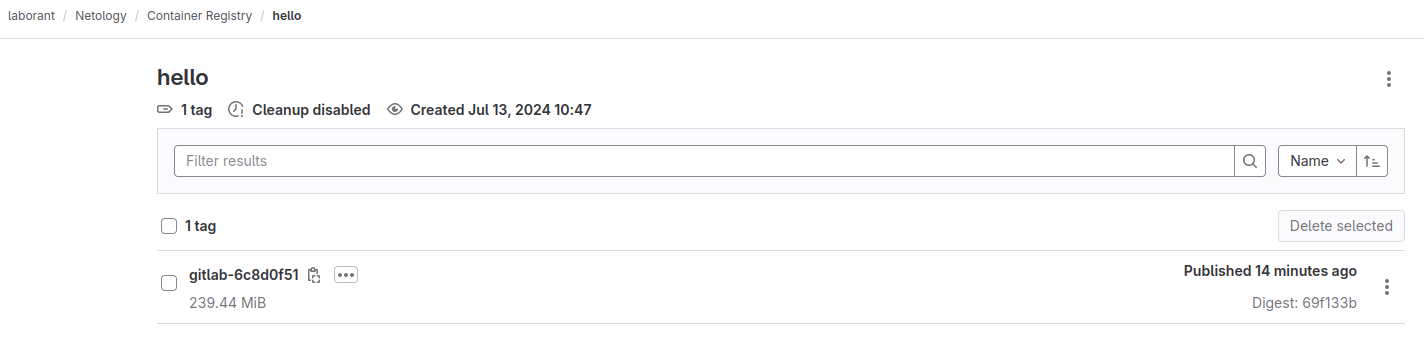 laborant / Netology / Container Registry / hello
hello
1 tag Cleanup disabled Created Jul 13, 2024 10:47
Filter results Name
1 tag Delete selected
gitlab-6c8d0f51 Published 14 minutes ago
239.44 MiB Digest: 69f133b